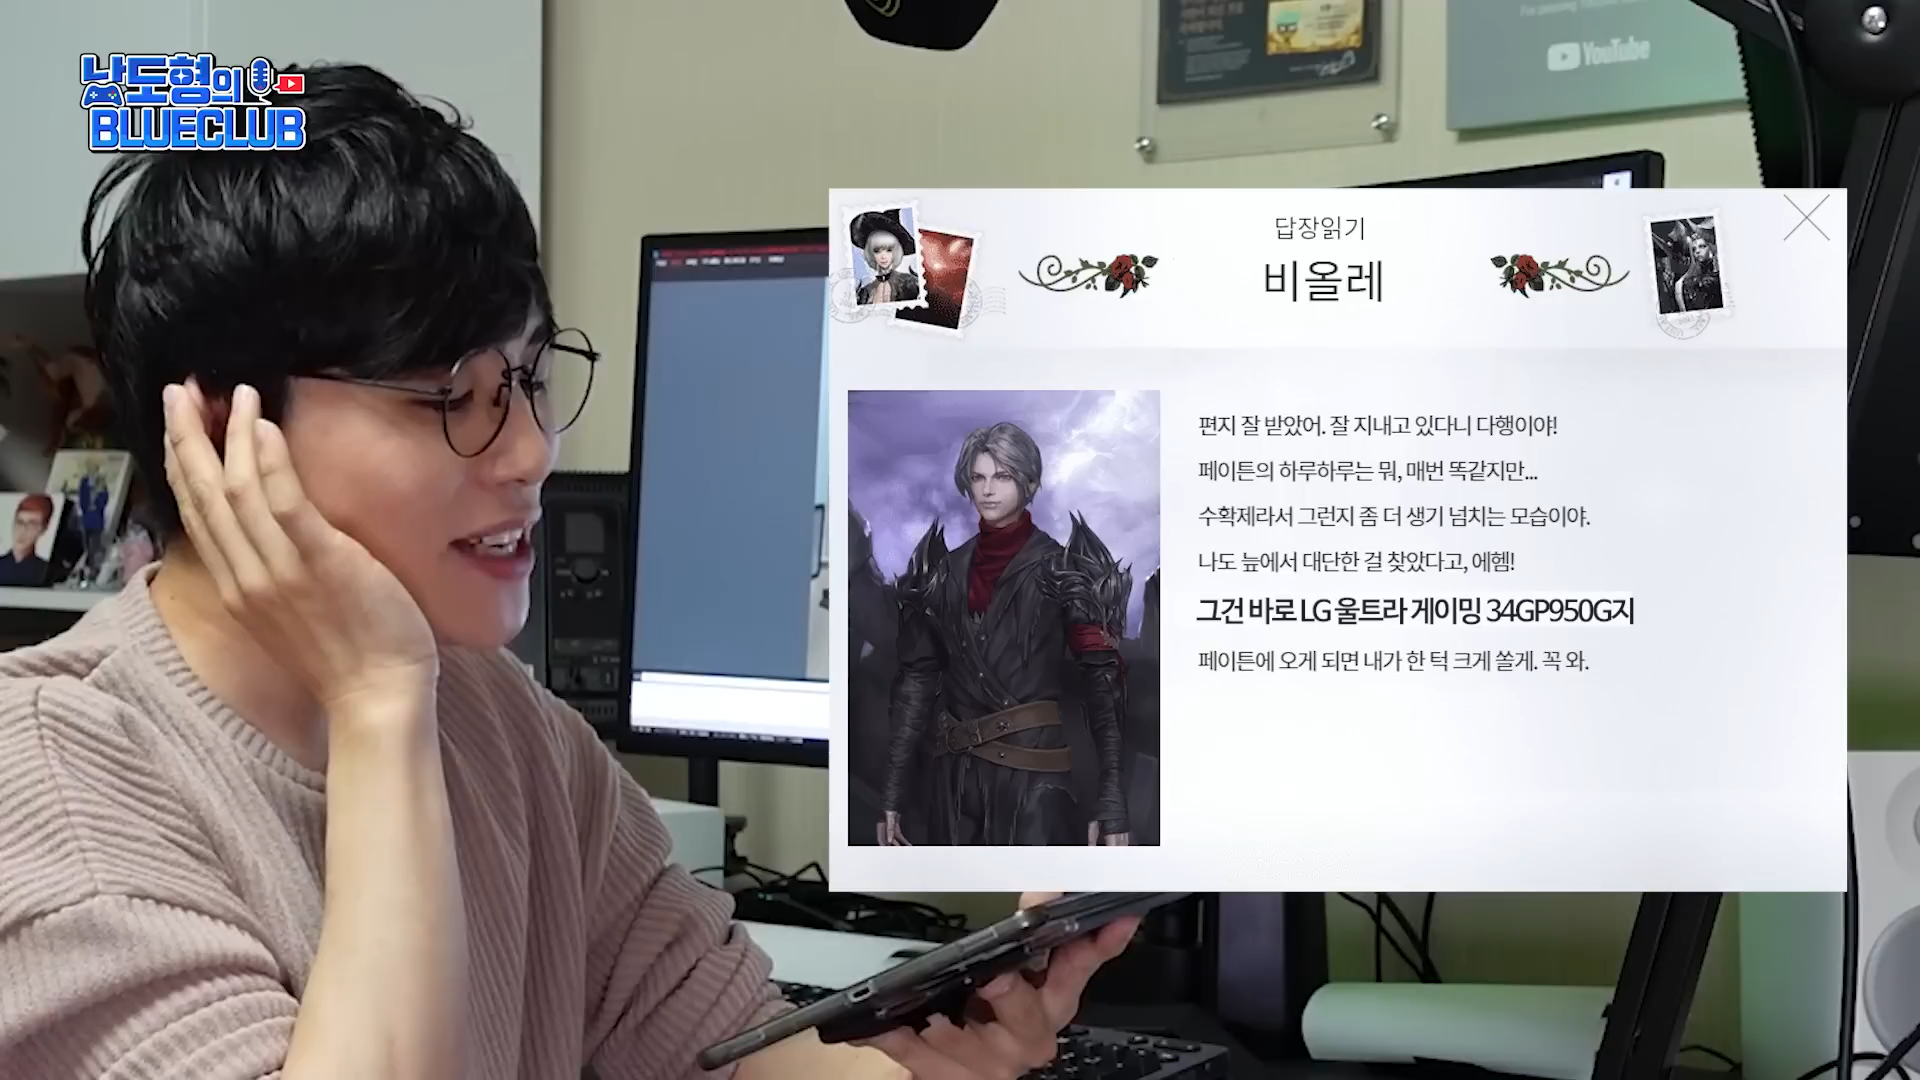 낭도형의
BLUECLUB
YouTube
답장읽기
비올레
편지 잘 받았어. 잘 지내고 있다니 다행이야!
페이튼의 하루하루는 뭐, 매번 똑같지만...
수확제라서 그런지 좀 더 생기 넘치는 모습이야.
나도 늪에서 대단한 걸 찾았다고, 에헴!
그건 바로 LG 울트라 게이밍 34GP950G지
페이튼에 오게 되면 내가 한 턱 크게 쏠게. 꼭 와.